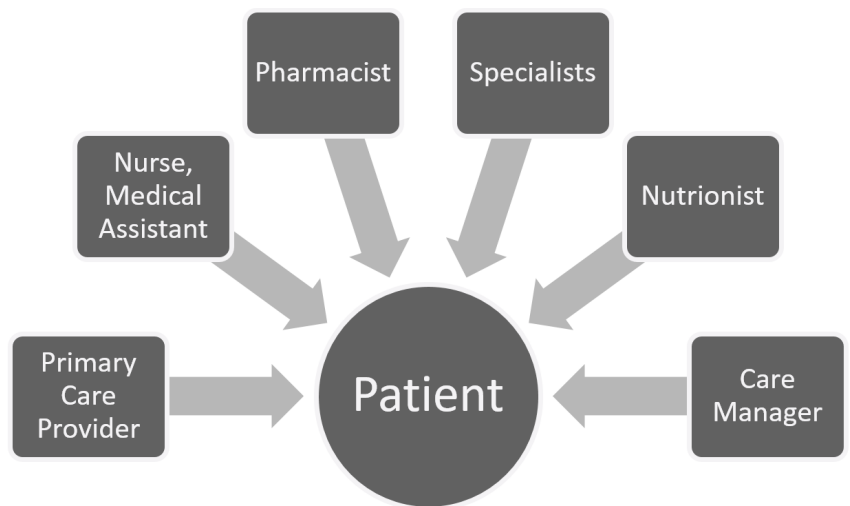 Pharmacist
Specialists
Nurse,
Medical
Assistant
Nutrionist
Primary
Care
Provider
Patient
Care
Manager